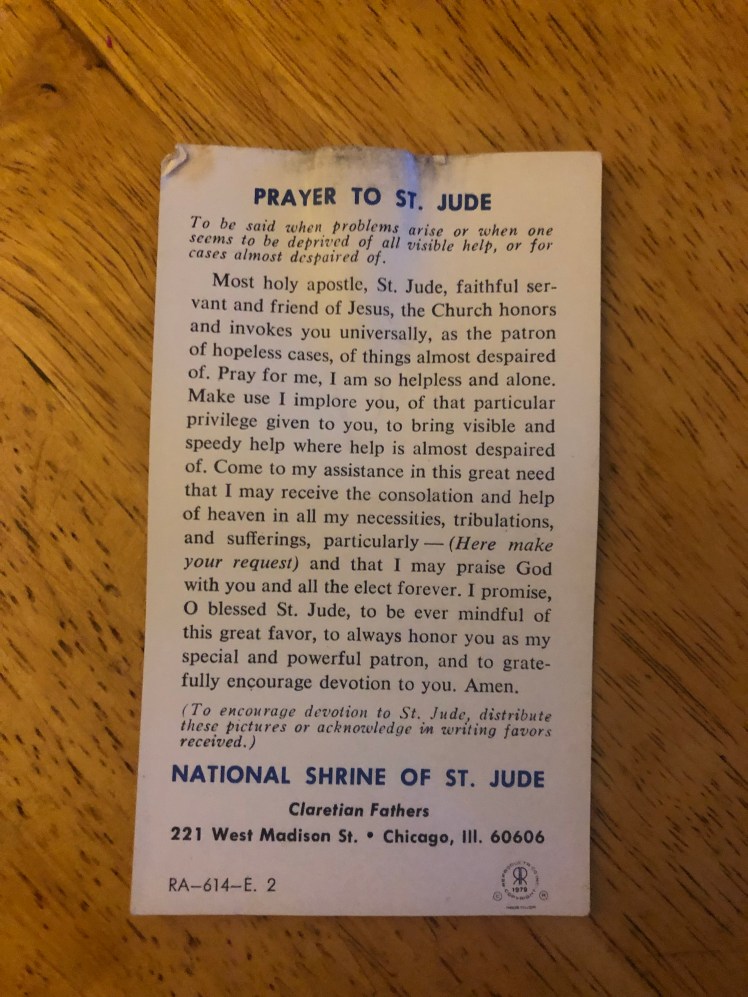 PRAYER TO ST. JUDE
To be said when problems arise or when one
seems to be deprived of all visible help, or for
cases almost despaired of.
Most holy apostle, St. Jude, faithful ser-
vant and friend of Jesus, the Church honors
and invokes you universally, as the patron
of hopeless cases, of things almost despaired
of. Pray for me, I am so helpless and alone.
Make use I implore you, of that particular
privilege given to you, to bring visible and
speedy help where help is almost despaired
of. Come to my assistance in this great need
that I may receive the consolation and help
of heaven in all my necessities, tribulations,
and sufferings, particularly — (Here make
your request) and that I may praise God
with you and all the elect forever. I promise,
O blessed St. Jude, to be ever mindful of
this great favor, to always honor you as my
special and powerful patron, and to grate-
fully encourage devotion to you. Amen.
(To encourage devotion to St. Jude, distribute
these pictures or acknowledge in writing favors
received.)
NATIONAL SHRINE OF ST. JUDE
Claretian Fathers
221 West Madison St. • Chicago, Ill. 60606
RA—614—E. 2
1979